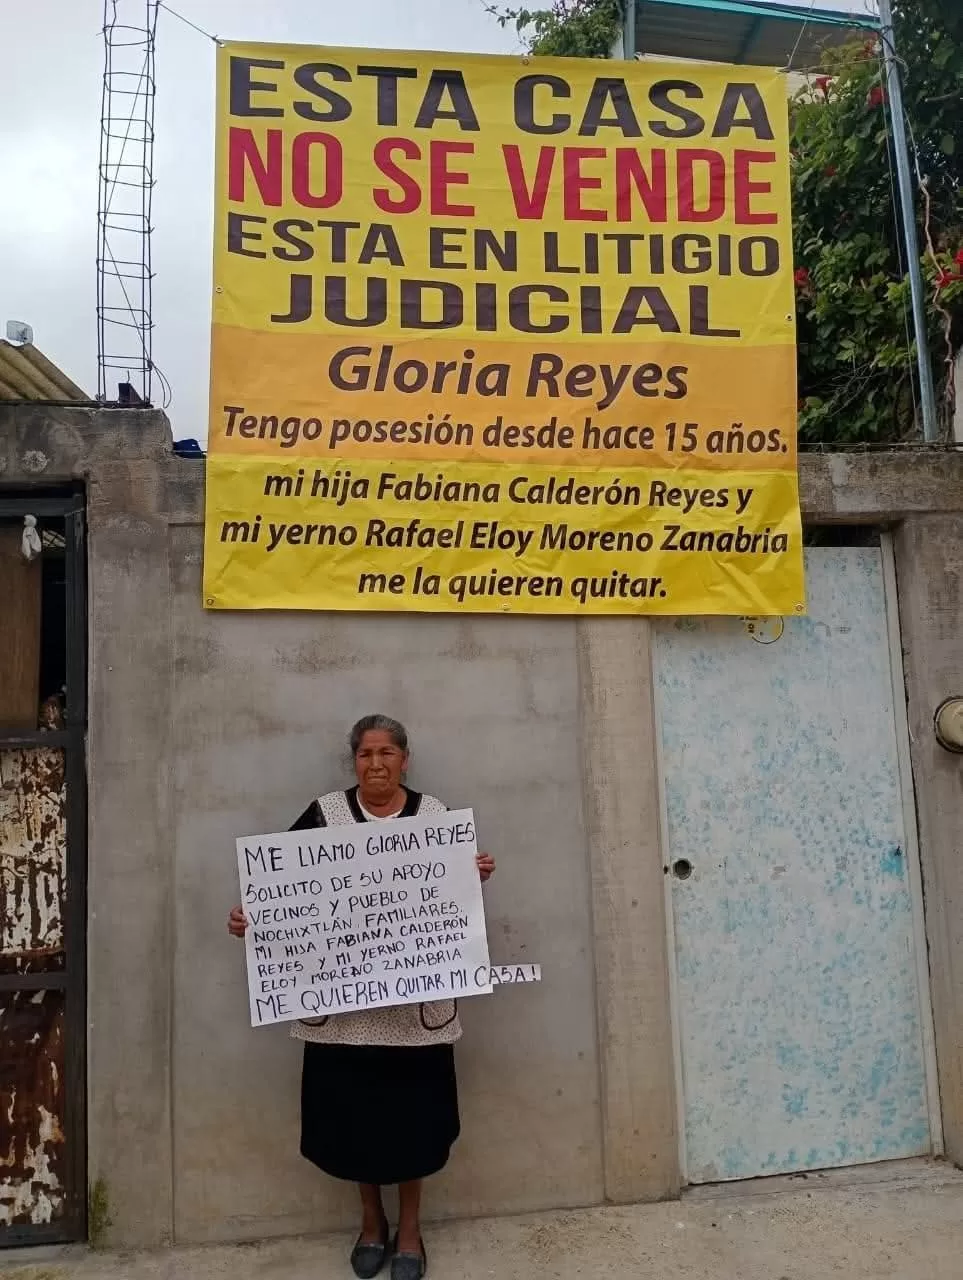 ESTA CASA
NO SE VENDE
ESTA EN LITIGIO
JUDICIAL
Gloria Reyes
Tengo posesión desde hace 15 años.
mi hija Fabiana Calderón Reyes y
mi yerno Rafael Eloy Moreno Zanabria
me la quieren quitar.
ME LLAMO GLORIA REYES
SOLICITO DE SU APOYO
VECINOS Y PUEBLO DE
NOCHIXTLÁN, FAMILIARES.
MI HIJA FABIANA CALDERÓN
REYES Y MI YERNO RAFAEL
ELOY MORENO ZANABRIA
ME QUIEREN QUITAR MI CASA!